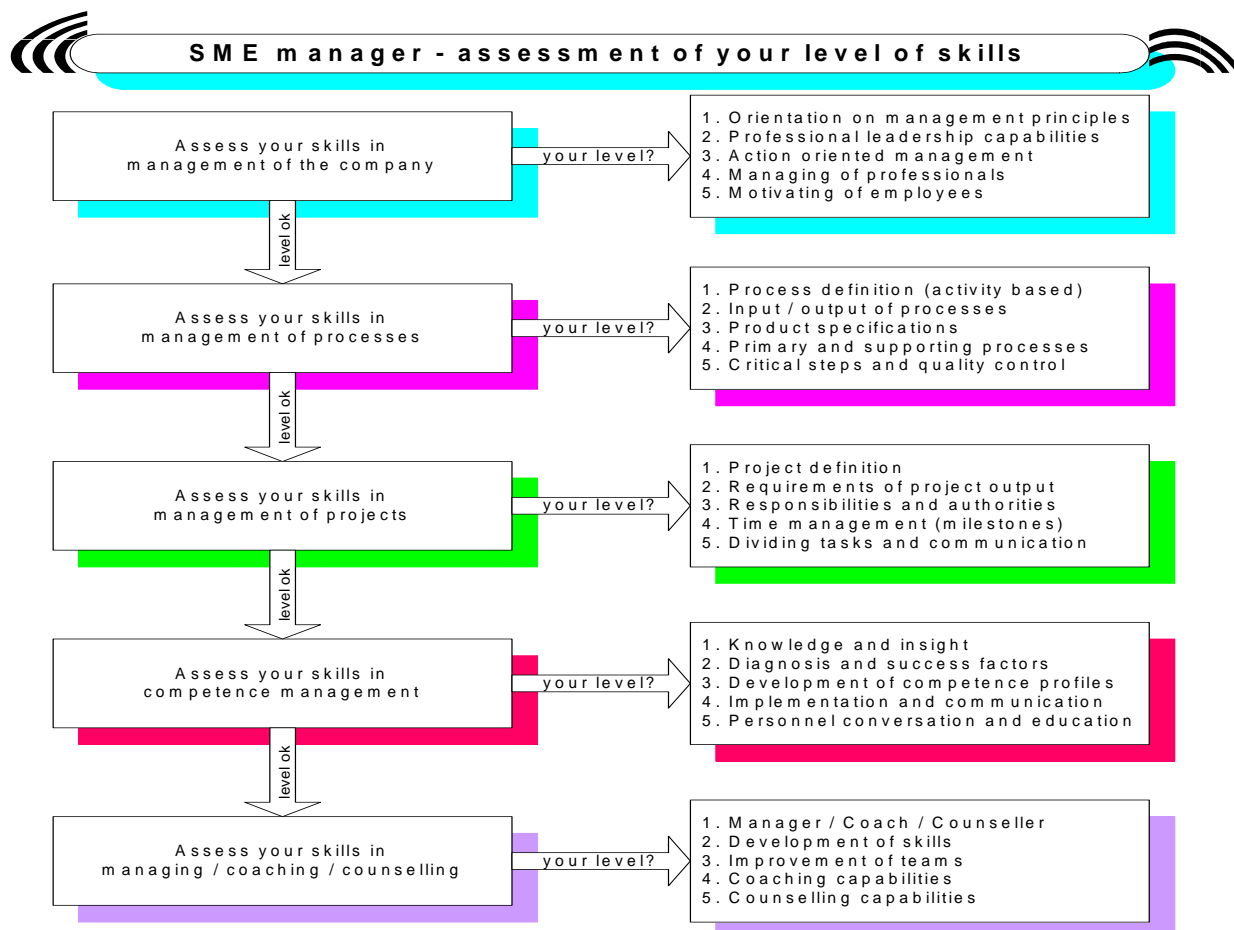 SME manager - assessment of your level of skills
Assess your skills in
management of the company
your level?
1. Orientation on management principles
2. Professional leadership capabilities
3. Action oriented management
4. Managing of professionals
5. Motivating of employees
level ok
Assess your skills in
management of processes
your level?
1. Process definition (activity based)
2. Input / output of processes
3. Product specifications
4. Primary and supporting processes
5. Critical steps and quality control
level ok
Assess your skills in
management of projects
your level?
1. Project definition
2. Requirements of project output
3. Responsibilities and authorities
4. Time management (milestones)
5. Dividing tasks and communication
level ok
Assess your skills in
competence management
your level?
1. Knowledge and insight
2. Diagnosis and success factors
3. Development of competence profiles
4. Implementation and communication
5. Personnel conversation and education
level ok
Assess your skills in
managing / coaching / counselling
your level?
1. Manager / Coach / Counseller
2. Development of skills
3. Improvement of teams
4. Coaching capabilities
5. Counselling capabilities